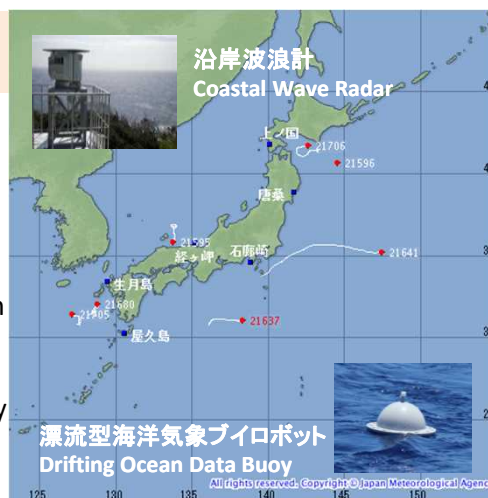 沿岸波浪計
Coastal Wave Radar
上ノ国
21706
21596
唐桑
21595
経ヶ岬
石廊崎
21641
生月島
21680
21705
21637
屋久島
漂流型海洋気象ブイロボット
Drifting Ocean Data Buoy
All rights reserved. Copyright © Japan Meteorological Agenc
125
130
135
140
145
150